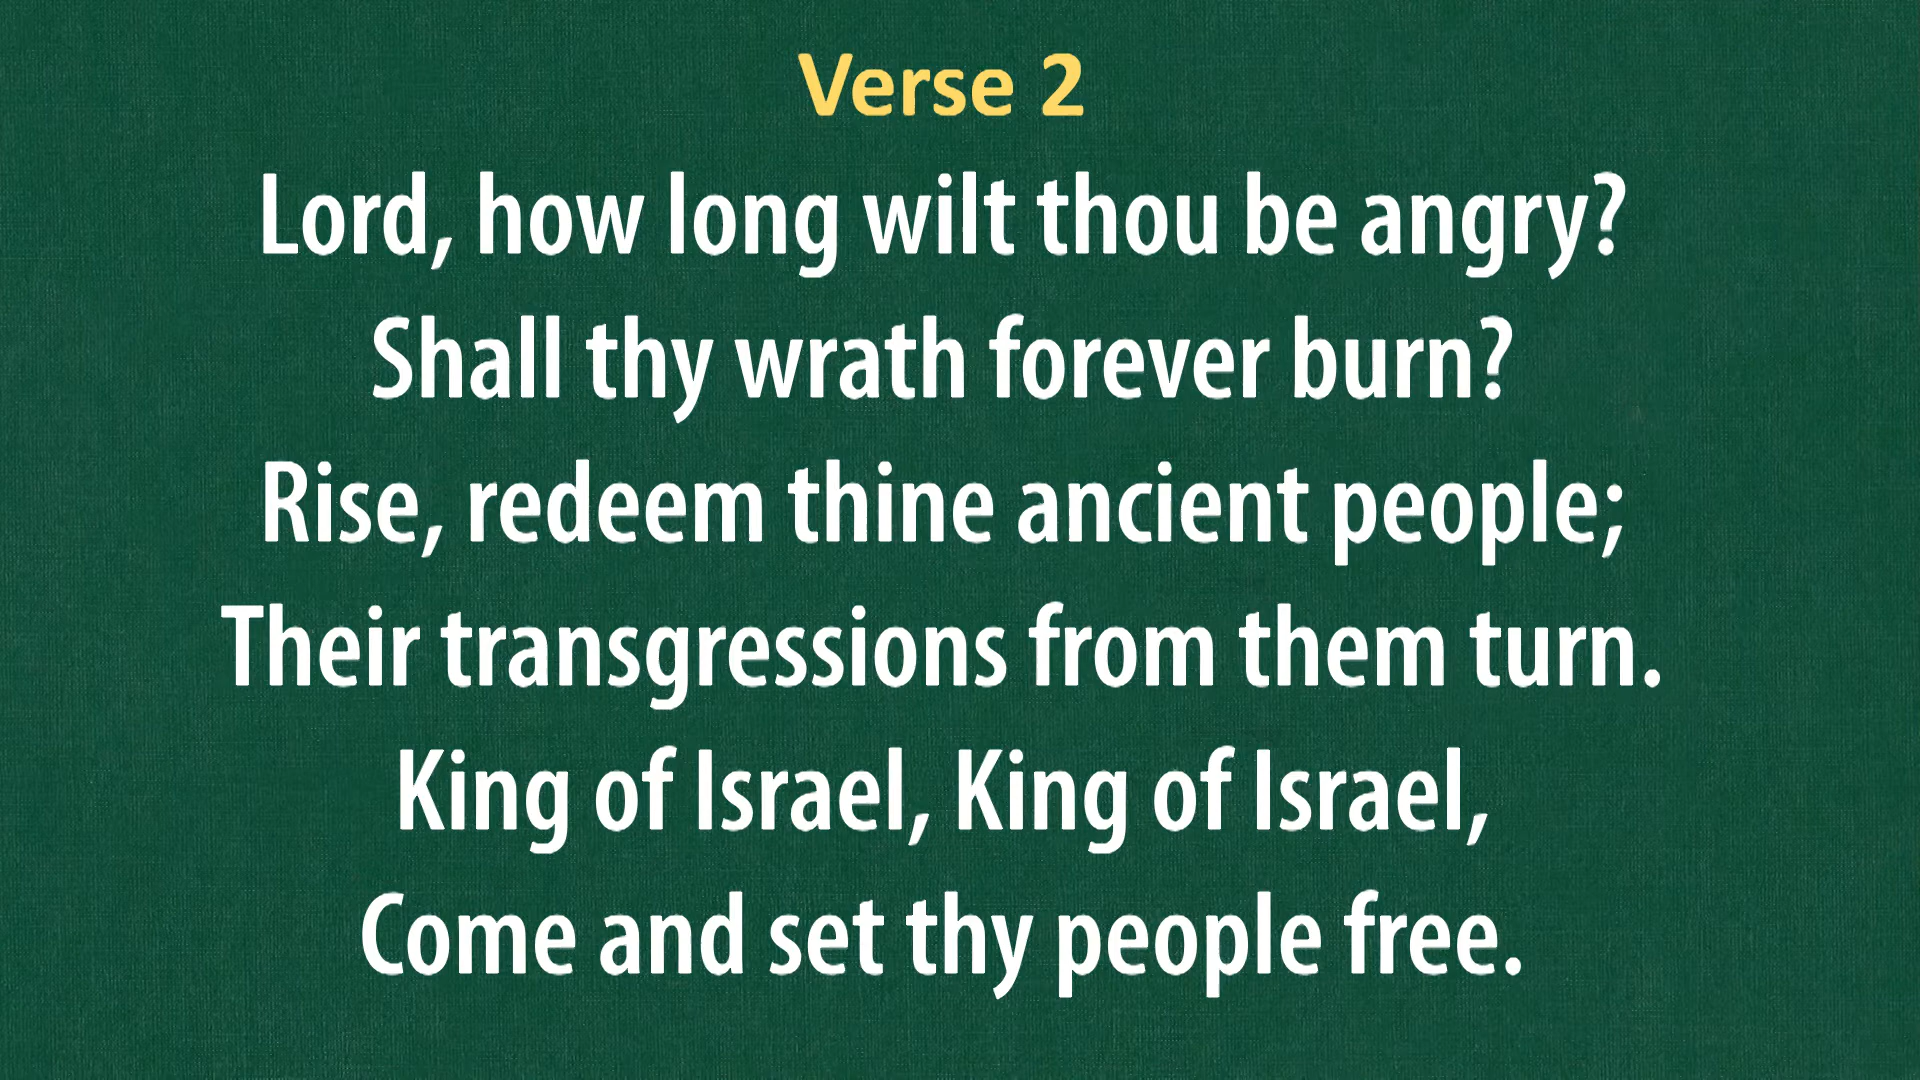 Verse 2
Lord, how long wilt thou be angry?
Shall thy wrath forever burn?
Rise, redeem thine ancient people;
Their transgressions from them turn.
King of Israel, King of Israel,
Come and set thy people free.